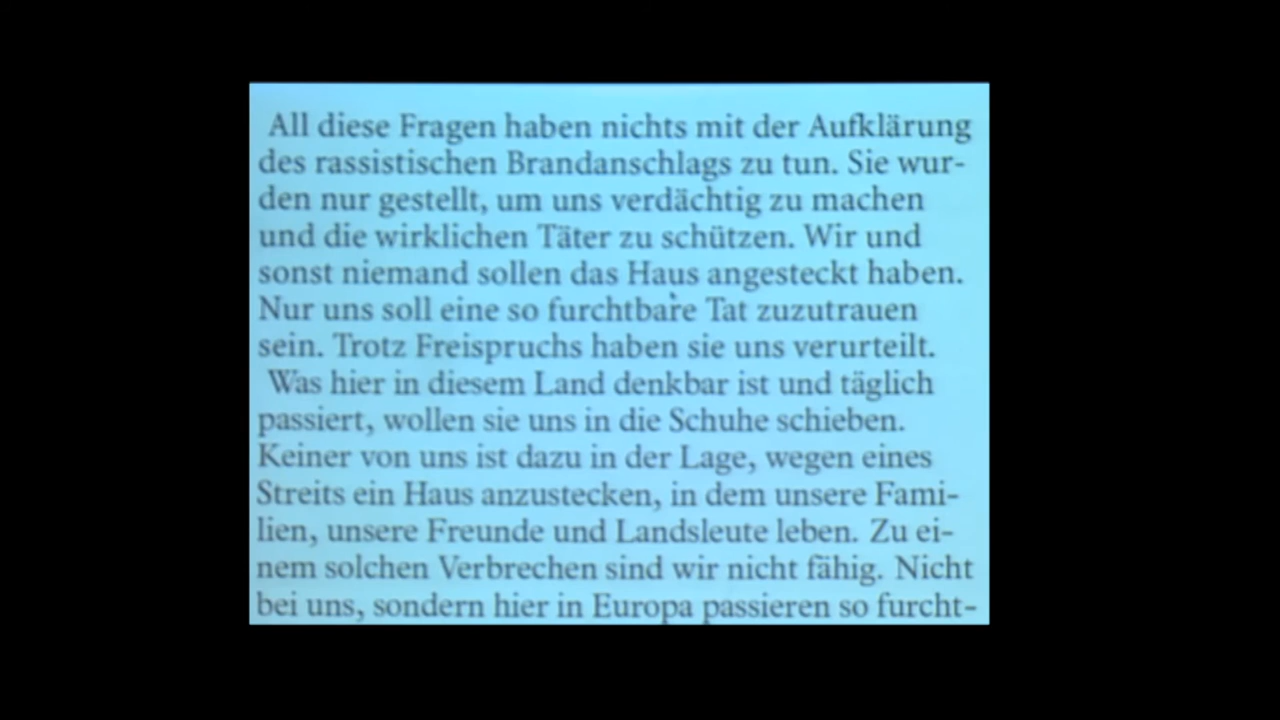 All diese Fragen haben nichts mit der Aufklärung
des rassistischen Brandanschlags zu tun. Sie wur-
den nur gestellt, um uns verdächtig zu machen
und die wirklichen Täter zu schützen. Wir und
sonst niemand sollen das Haus angesteckt haben.
Nur uns soll eine so furchtbare Tat zuzutrauen
sein. Trotz Freispruchs haben sie uns verurteilt.
Was hier in diesem Land denkbar ist und täglich
passiert, wollen sie uns in die Schuhe schieben.
Keiner von uns ist dazu in der Lage, wegen eines
Streits ein Haus anzustecken, in dem unsere Fami-
lien, unsere Freunde und Landsleute leben. Zu ei-
nem solchen Verbrechen sind wir nicht fähig. Nicht
bei uns, sondern hier in Europa passieren so furcht-